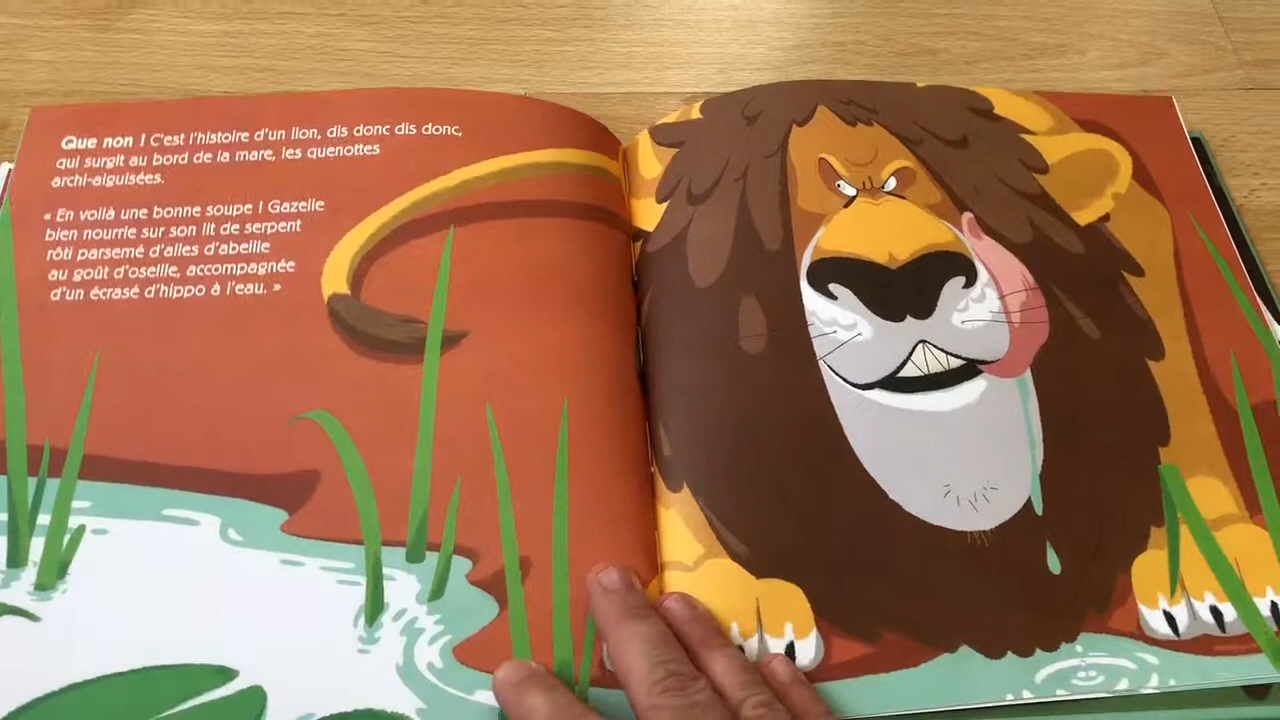 Que non ! C'est l'histoire d'un lion, dis donc dis donc,
qui surgit au bord de la mare, les quenottes
archi-aiguisées.
« En voilà une bonne soupe ! Gazelle
bien nourrie sur son lit de serpent
rôti parsemé d'ailes d'abeille
au goût d'oseille, accompagnée
d'un écrasé d'hippo à l'eau. »